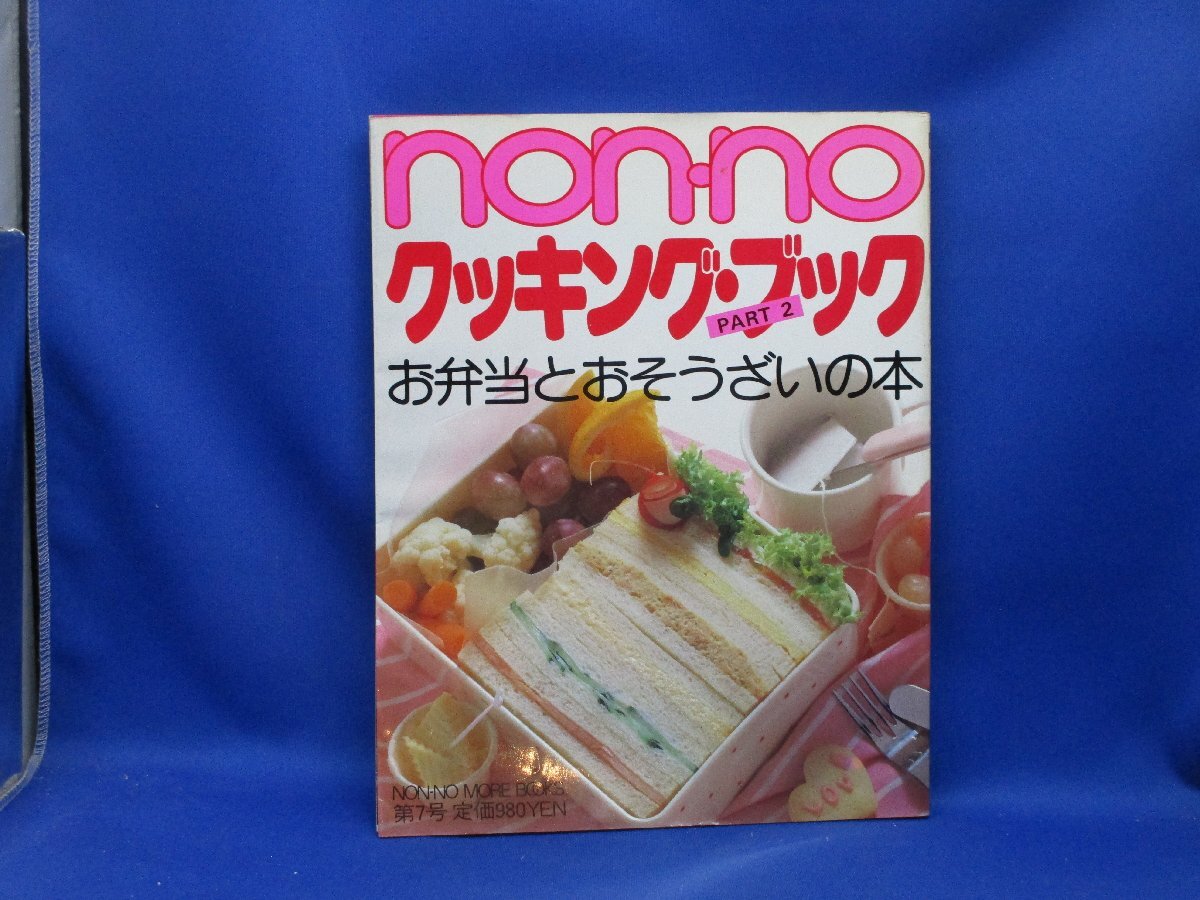 non・no
クッキング・ブック
PART 2
お弁当とおそうざいの本
NON-NO MORE BOOKS
第7号 定価980YEN